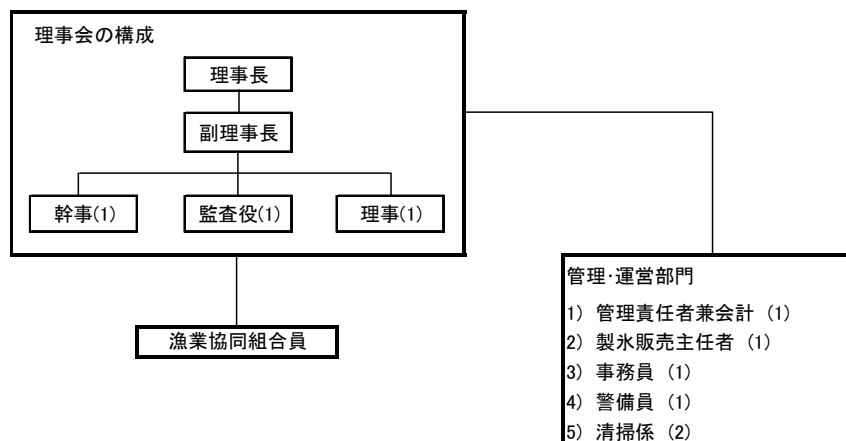 理事会の構成
理事長
副理事長
幹事(1)
監査役(1)
理事(1)
漁業協同組合員
管理・運営部門
1) 管理責任者兼会計 (1)
2) 製氷販売主任者 (1)
3) 事務員 (1)
4) 警備員 (1)
5) 清掃係 (2)